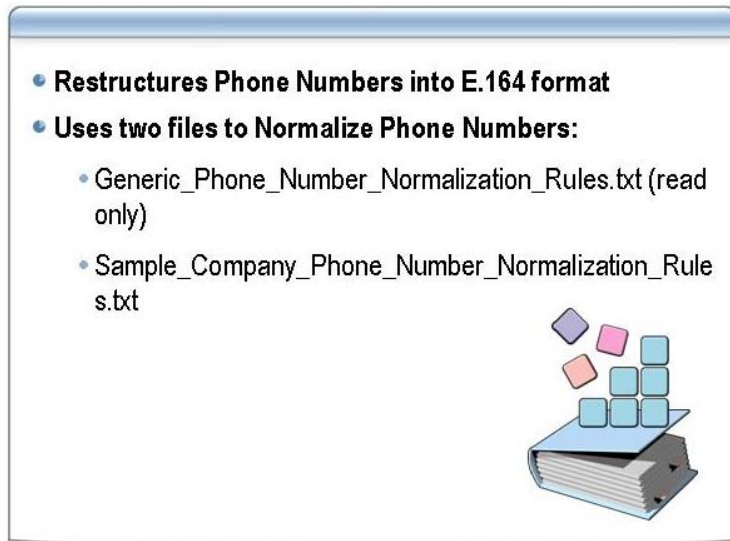 Restructures Phone Numbers into E.164 format
Uses two files to Normalize Phone Numbers:
Generic_Phone_Number_Normalization_Rules.txt (read
only)
Sample_Company_Phone_Number_Normalization_Rule
s.txt